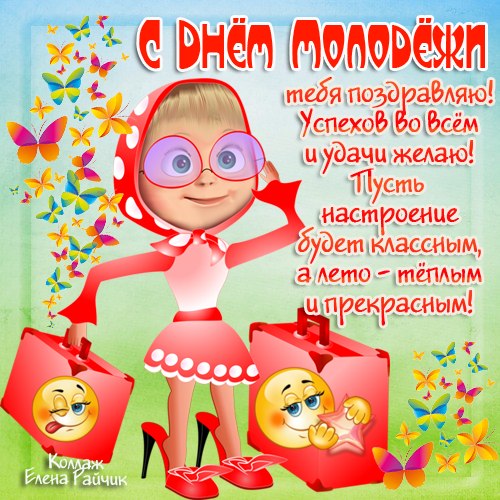 С ДНЁМ МОЛОДЁЖИ
тебя поздравляю!
Успехов во всём
и удачи желаю!
Пусть
настроение
будет классным,
а лето - тёплым
и прекрасным!
Коллаж
Елена Райчик